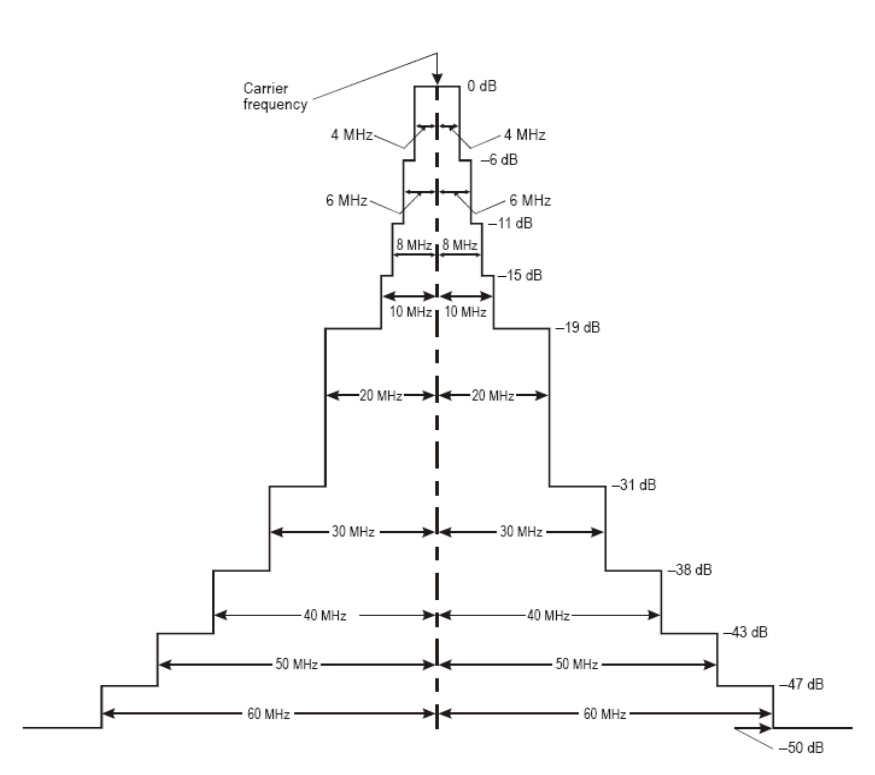 0 dB
Carrier
frequency
4 MHz
4 MHz
–6 dB
6 MHz
6 MHz
–11 dB
8 MHz
8 MHz
–15 dB
10 MHz
10 MHz
–19 dB
20 MHz
20 MHz
–31 dB
30 MHz
30 MHz
–38 dB
40 MHz
40 MHz
–43 dB
50 MHz
50 MHz
–47 dB
60 MHz
60 MHz
–50 dB